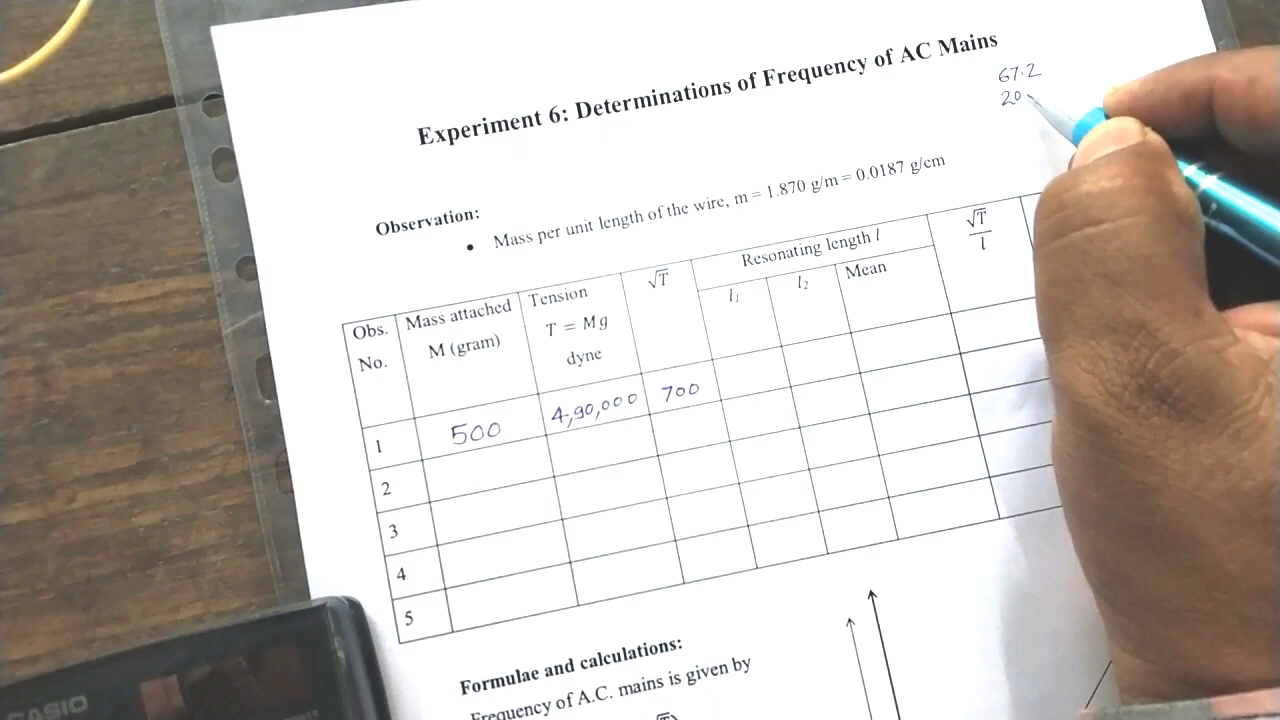 Experiment 6: Determinations of Frequency of AC Mains
67.2
20
Observation:
• Mass per unit length of the wire, m = 1.870 g/m = 0.0187 g/cm
Obs. No.
Mass attached M (gram)
Tension T = Mg dyne
√T
Resonating length l
l₁
l₂
Mean
√T / l
1 500 4,90,000 700
2
3
4
5
Formulae and calculations:
Frequency of A.C. mains is given by
CASIO